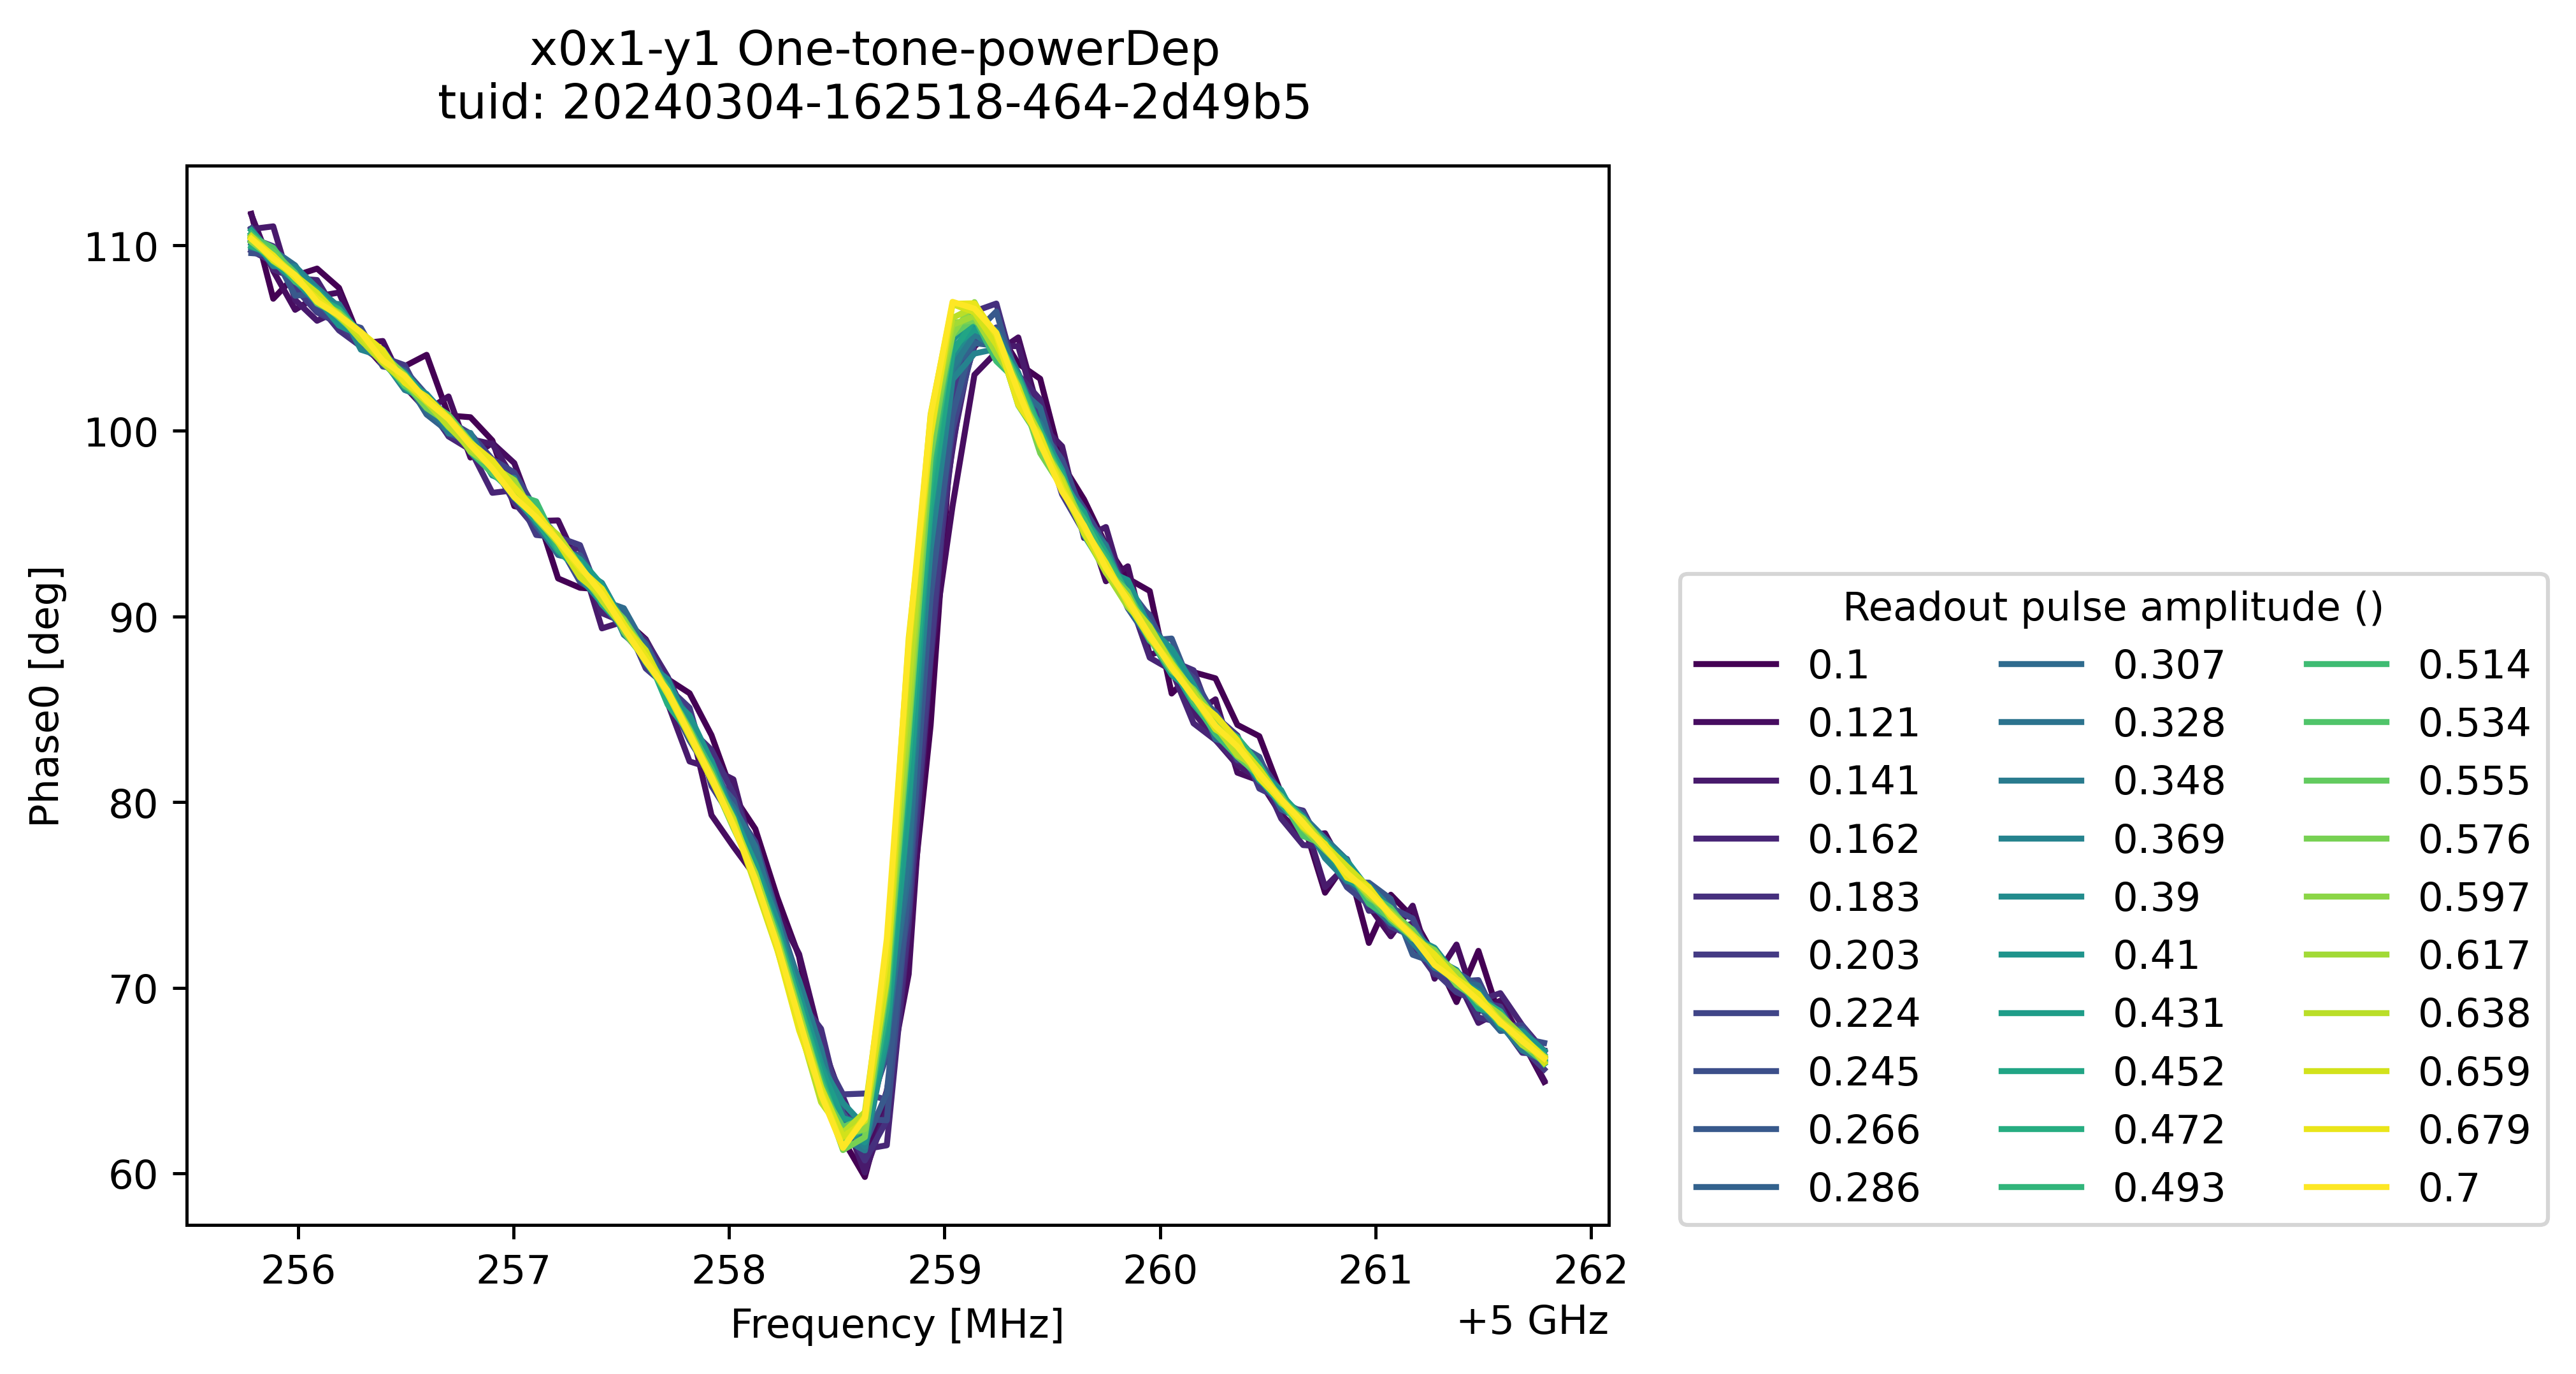 x0x1-y1 One-tone-powerDep
tuid: 20240304-162518-464-2d49b5
Phase0 [deg]
110
100
90
80
70
60
256 257 258 259 260 261 262
Frequency [MHz]
+5 GHz
Readout pulse amplitude ()
0.1 0.307 0.514
0.121 0.328 0.534
0.141 0.348 0.555
0.162 0.369 0.576
0.183 0.39 0.597
0.203 0.41 0.617
0.224 0.431 0.638
0.245 0.452 0.659
0.266 0.472 0.679
0.286 0.493 0.7